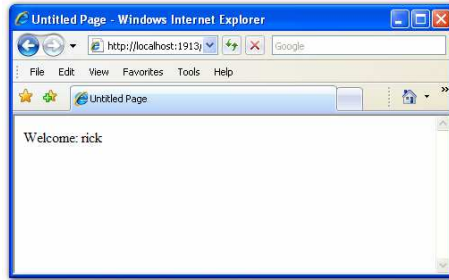 Untitled Page - Windows Internet Explorer
http://localhost:1913/
Google
File Edit View Favorites Tools Help
Untitled Page
Welcome: rick